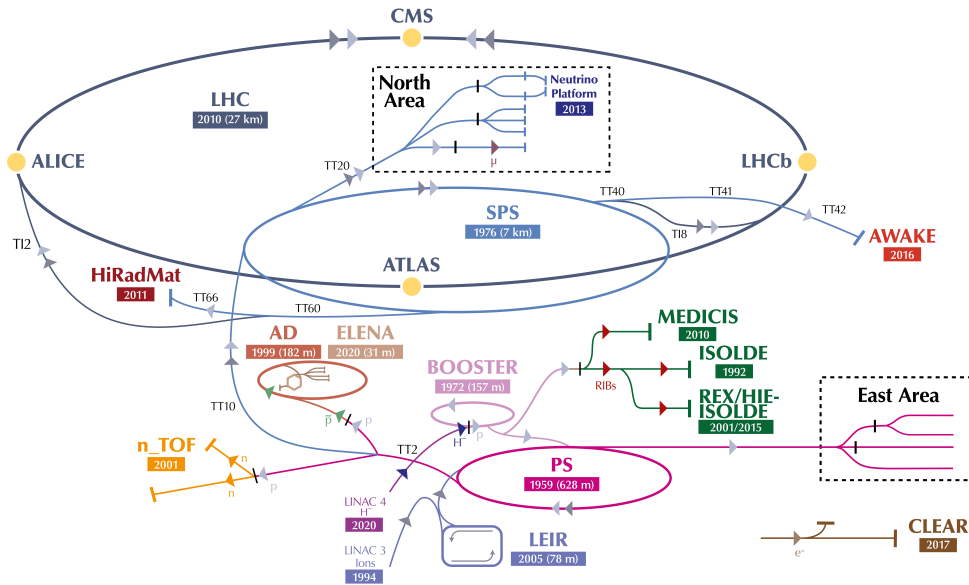 CMS
North
Area
Neutrino
Platform
2013
LHC
2010 (27 km)
μ
ALICE
LHCb
TT20
TT40
TT41
TT42
SPS
1976 (7 km)
TI8
AWAKE
2016
TI2
ATLAS
HiRadMat
2011
TT66
TT60
MEDICIS
2010
AD
1999 (182 m)
ELENA
2020 (31 m)
BOOSTER
1972 (157 m)
ISOLDE
1992
RIBs
REX/HIE-
ISOLDE
2001/2015
East Area
TT10
p̅
p
TT2
H⁻
p
n_TOF
2001
n
n
p
PS
1959 (628 m)
LINAC 4
H⁻
2020
LINAC 3
Ions
1994
LEIR
2005 (78 m)
CLEAR
2017
e⁻